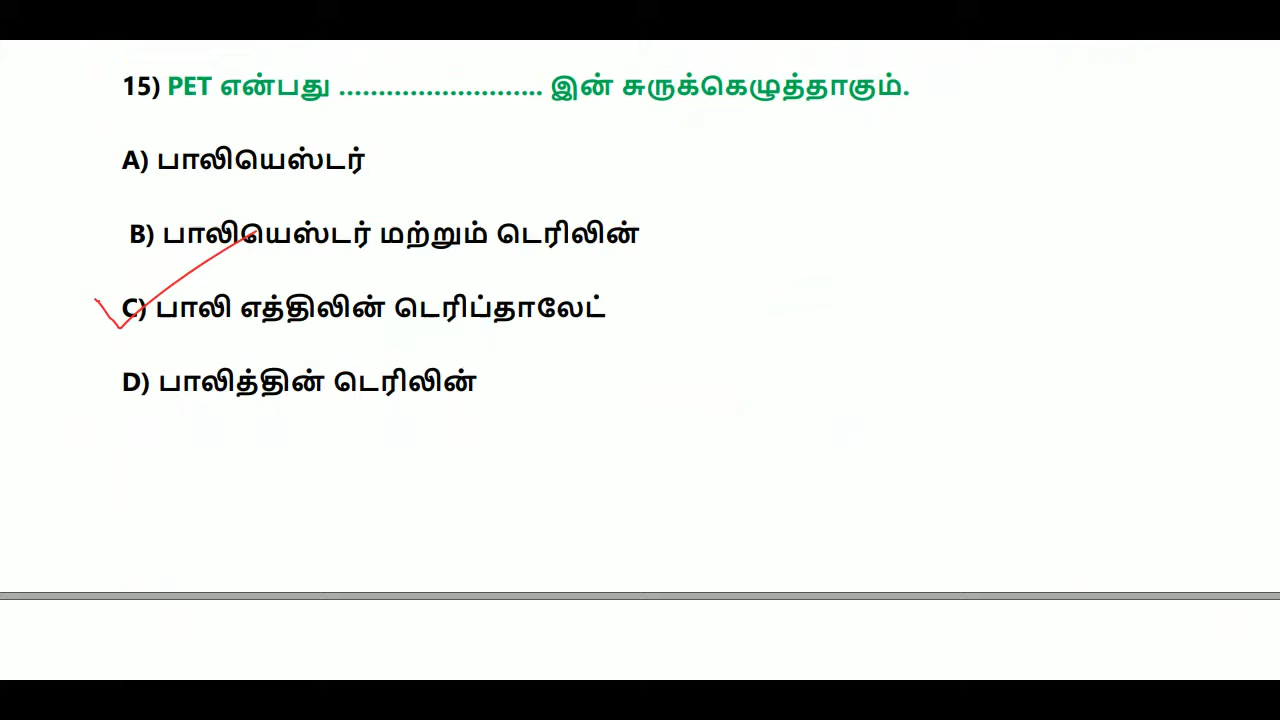 15) PET என்பது .......................... இன் சுருக்கெழுத்தாகும்.
A) பாலியெஸ்டர்
B) பாலியெஸ்டர் மற்றும் டெரிலின்
C) பாலி எத்திலின் டெரிப்தாலேட்
D) பாலித்தின் டெரிலின்